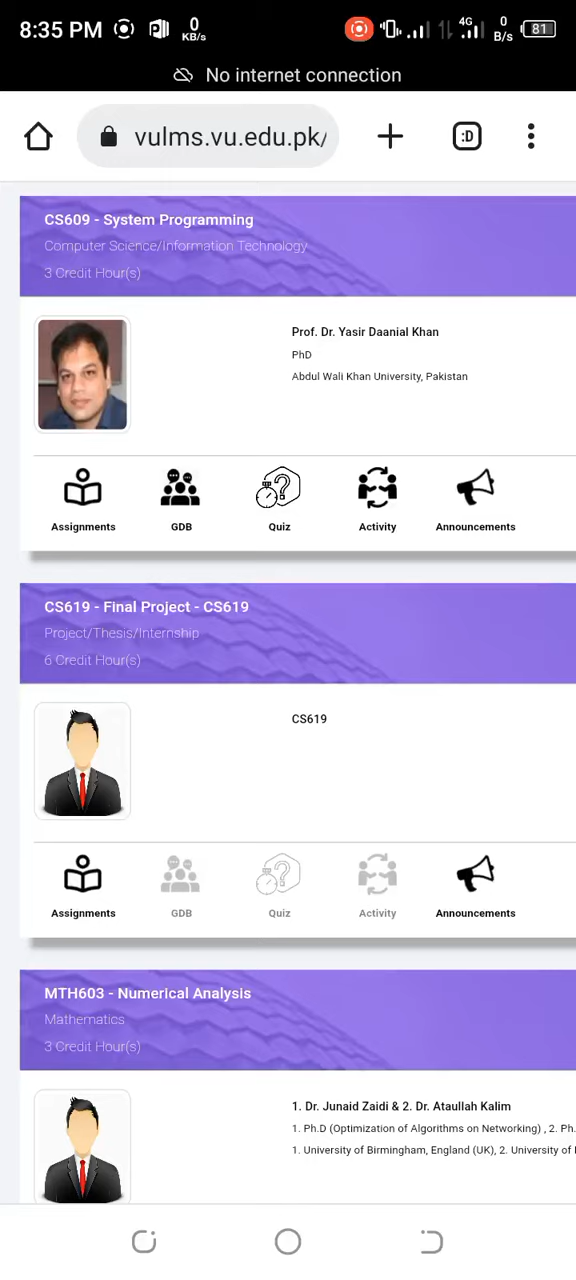 8:35 PM
0
KB/s
4G
0
B/s
81
No internet connection
vulms.vu.edu.pk/
:D
CS609 - System Programming
Computer Science/Information Technology
3 Credit Hour(s)
Prof. Dr. Yasir Daanial Khan
PhD
Abdul Wali Khan University, Pakistan
Assignments GDB Quiz Activity Announcements
CS619 - Final Project - CS619
Project/Thesis/Internship
6 Credit Hour(s)
CS619
Assignments GDB Quiz Activity Announcements
MTH603 - Numerical Analysis
Mathematics
3 Credit Hour(s)
1. Dr. Junaid Zaidi & 2. Dr. Ataullah Kalim
1. Ph.D (Optimization of Algorithms on Networking) , 2. Ph.
1. University of Birmingham, England (UK), 2. University of